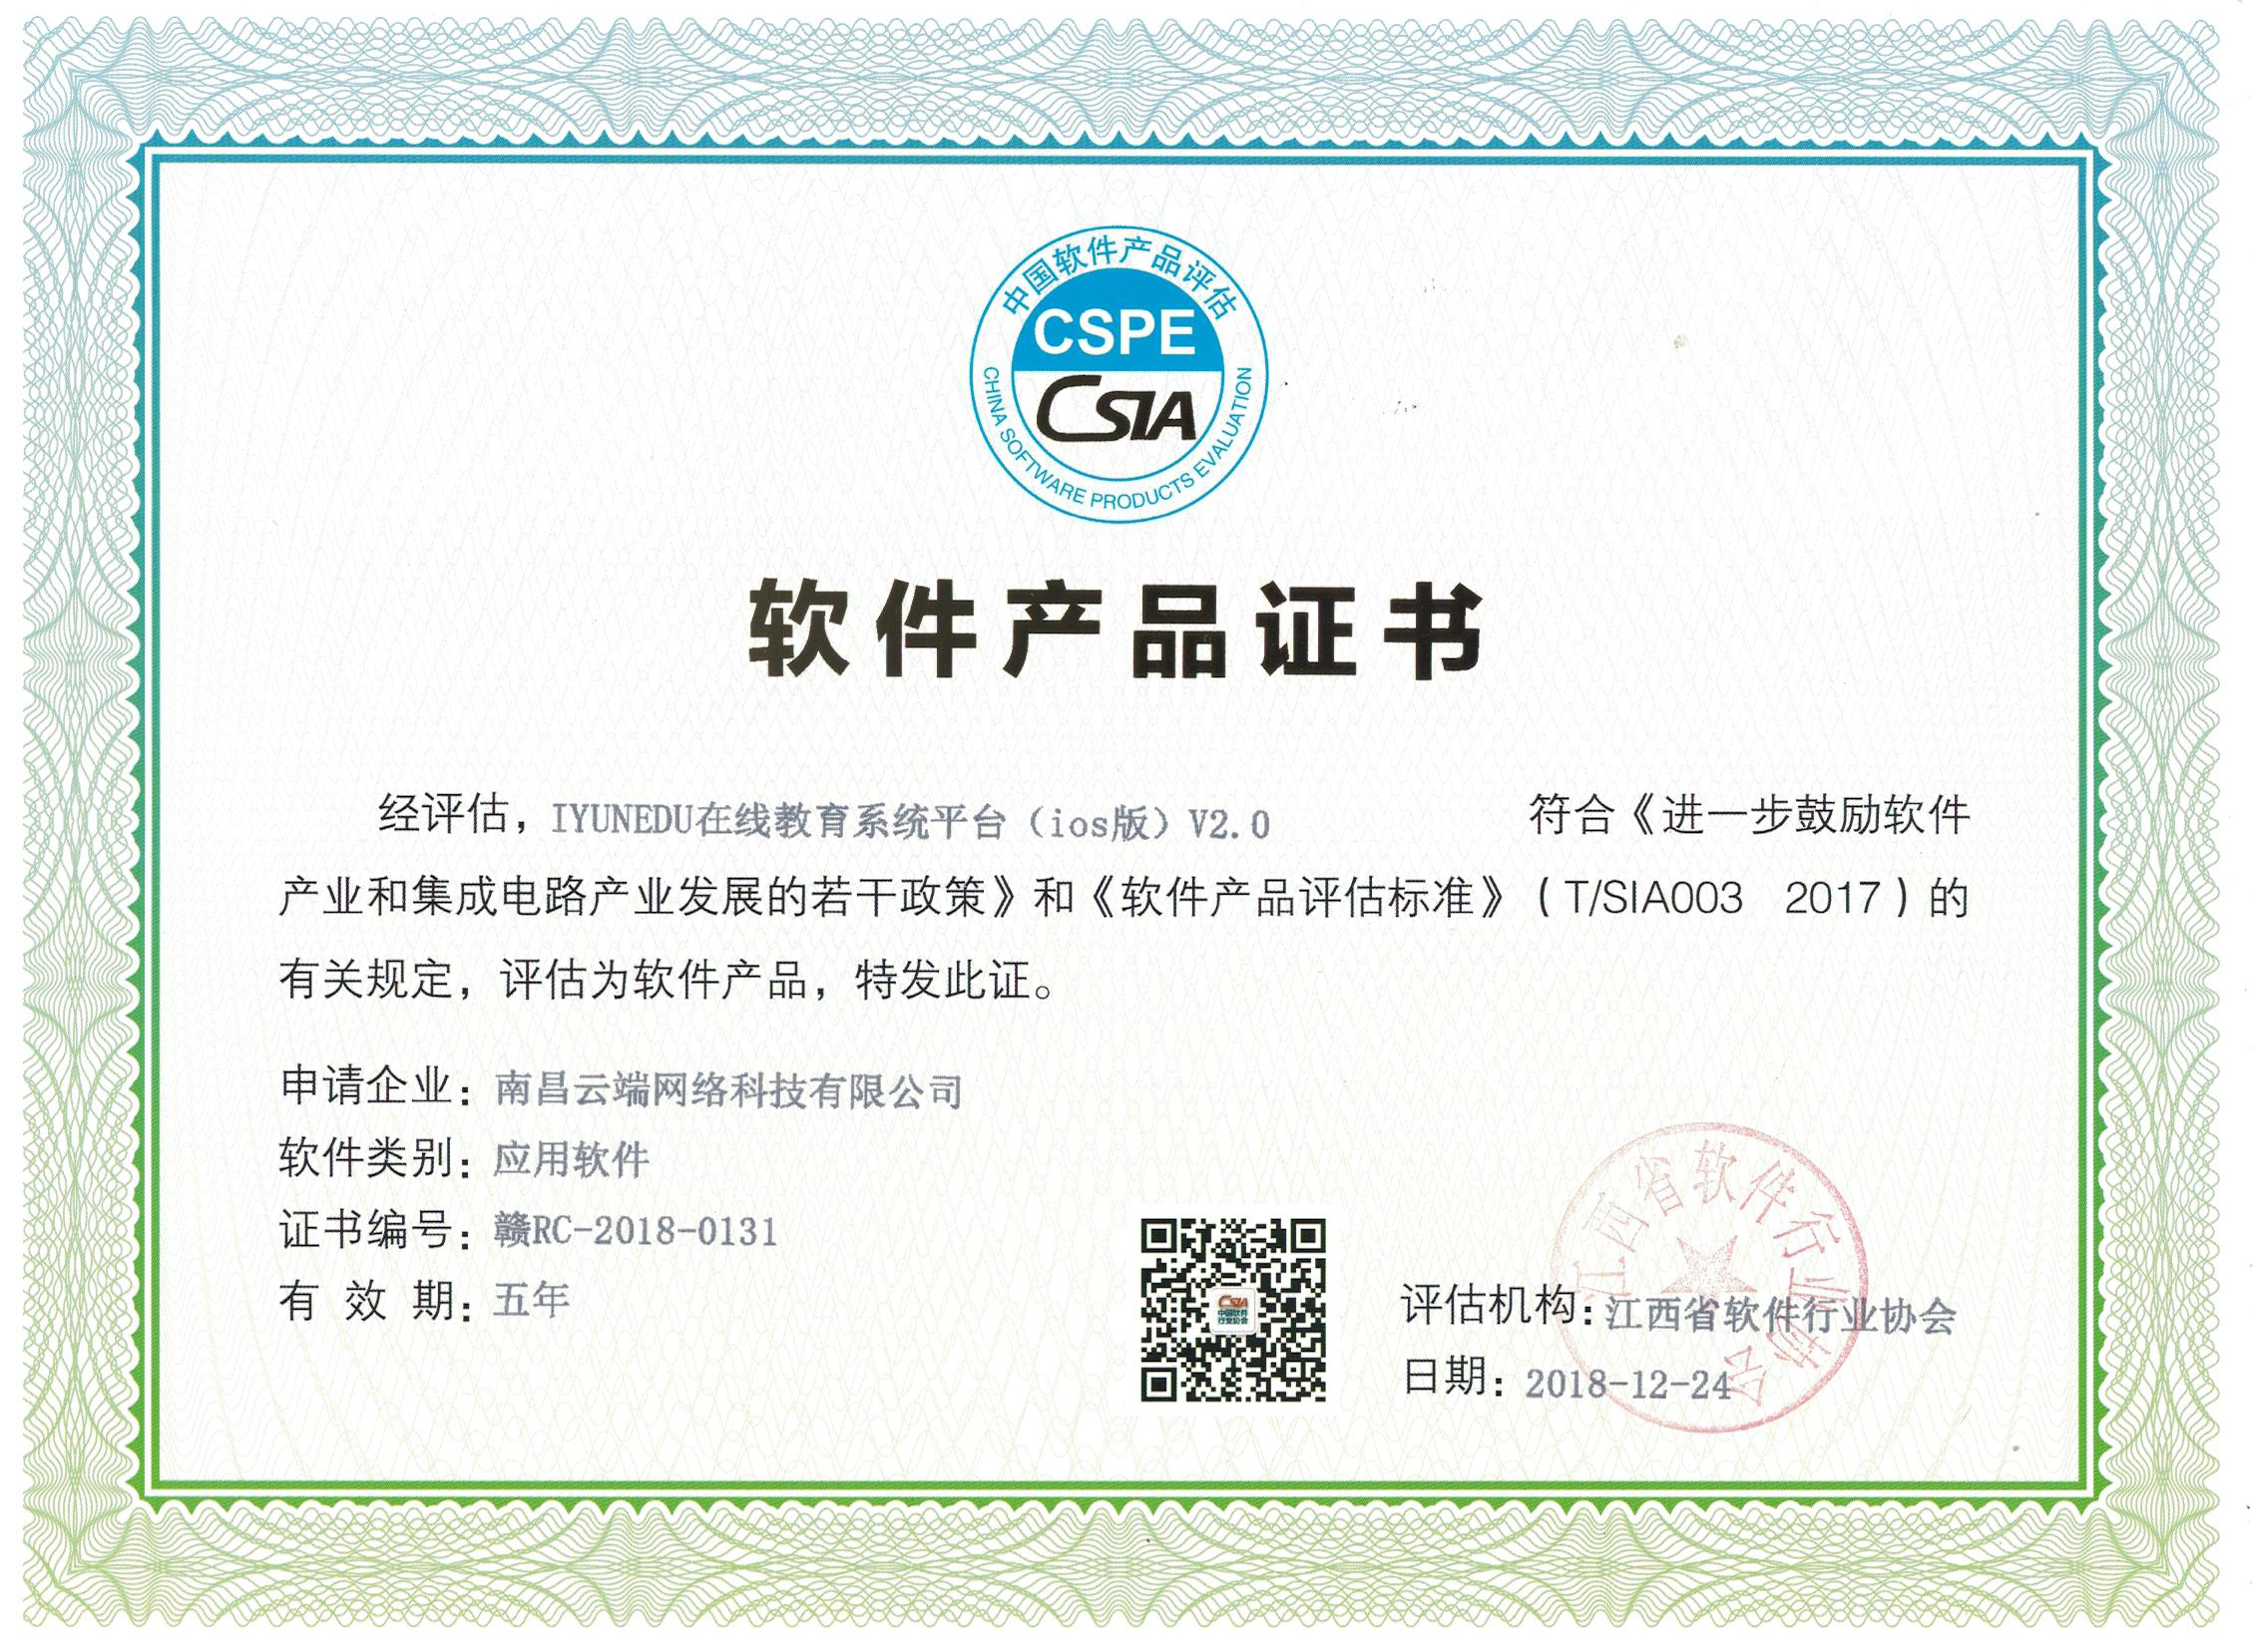 中国软件产品评估
CSPE
CSIA
CHINA SOFTWARE PRODUCTS EVALUATION
软件产品证书
经评估，IYUNEDU在线教育系统平台（ios版）V2.0 符合《进一步鼓励软件
产业和集成电路产业发展的若干政策》和《软件产品评估标准》（T/SIA003 2017）的
有关规定，评估为软件产品，特发此证。
申请企业：南昌云端网络科技有限公司
软件类别：应用软件
证书编号：赣RC-2018-0131
有 效 期：五年
CSIA
中国软件
行业协会
江西省软件行业协会
评估机构：江西省软件行业协会
日期：2018-12-24